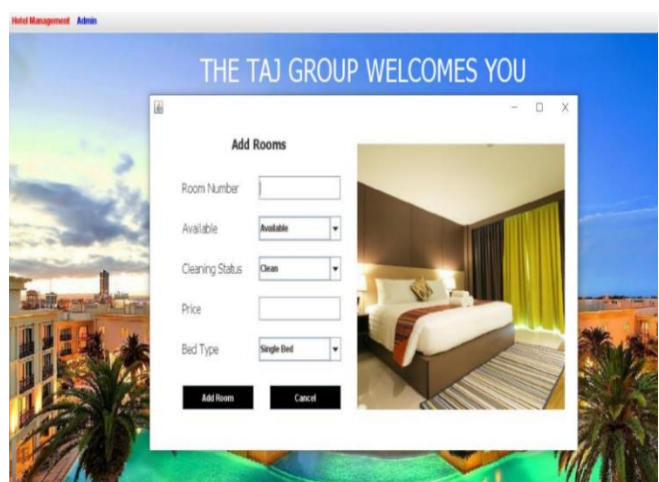 Hotel Management Admin
THE TAJ GROUP WELCOMES YOU
Add Rooms
Room Number
Available Available
Cleaning Status Clean
Price
Bed Type Single Bed
Add Room Cancel